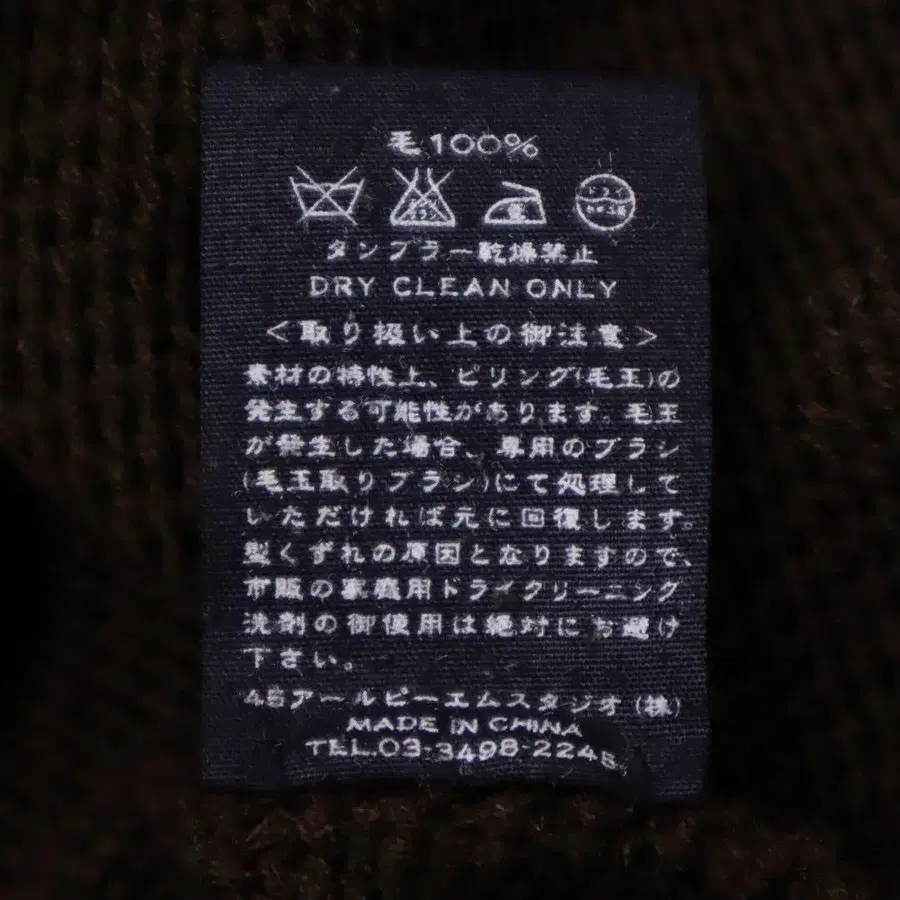 毛100%
ドライ
セキユ系
タンブラー乾燥禁止
DRY CLEAN ONLY
<取り扱い上の御注意>
素材の特性上、ピリング(毛玉)の
発生する可能性があります。毛玉
が発生した場合、専用のブラシ
(毛玉取りブラシ)にて処理して
いただければ元に回復します。
型くずれの原因となりますので、
市販の家庭用ドライクリーニング
洗剤の御使用は絶対にお避け
下さい。
45アールピーエムスタジオ(株)
MADE IN CHINA
TEL.03-3498-2245